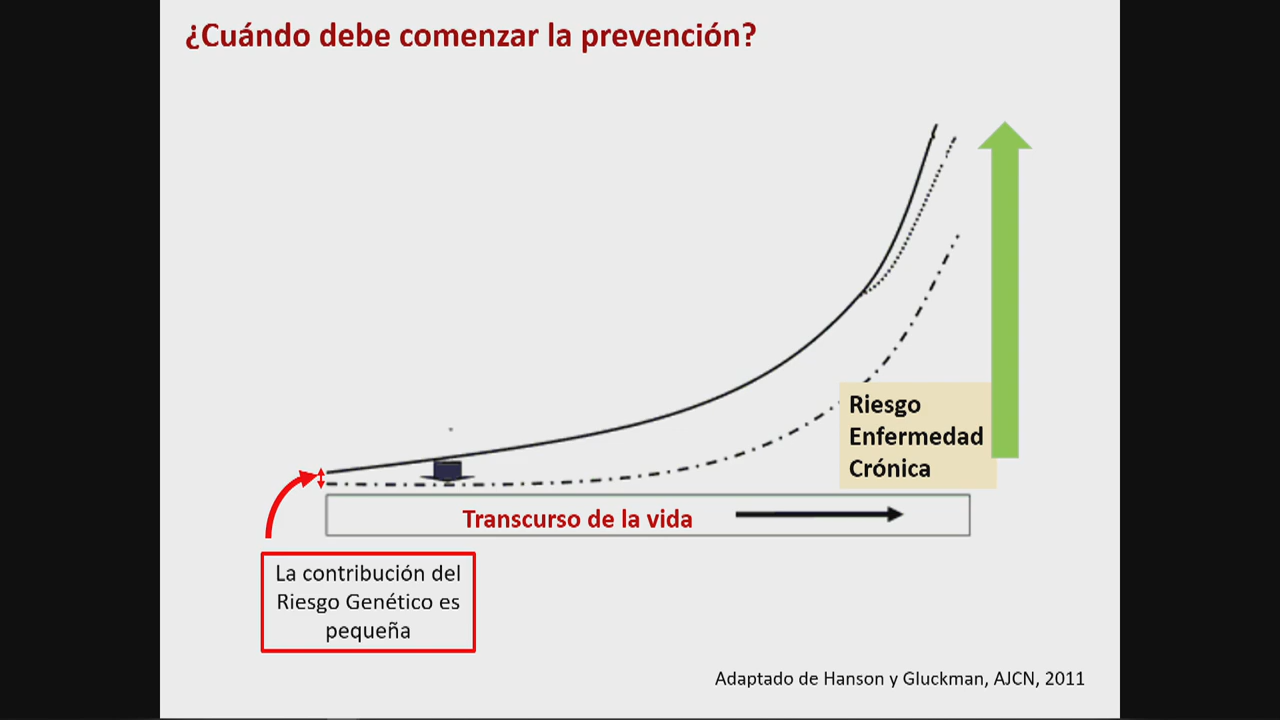 ¿Cuándo debe comenzar la prevención?
Riesgo
Enfermedad
Crónica
Transcurso de la vida
La contribución del
Riesgo Genético es
pequeña
Adaptado de Hanson y Gluckman, AJCN, 2011